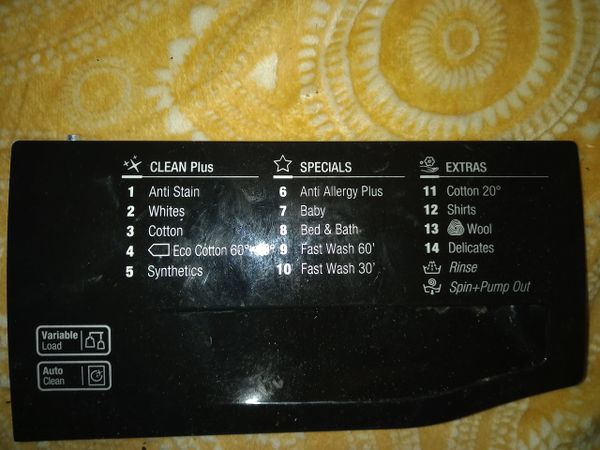 CLEAN Plus
1 Anti Stain
2 Whites
3 Cotton
4 Eco Cotton 60°
5 Synthetics
SPECIALS
6 Anti Allergy Plus
7 Baby
8 Bed & Bath
9 Fast Wash 60'
10 Fast Wash 30'
EXTRAS
11 Cotton 20°
12 Shirts
13 Wool
14 Delicates
Rinse
Spin+Pump Out
Variable
Load
Auto
Clean